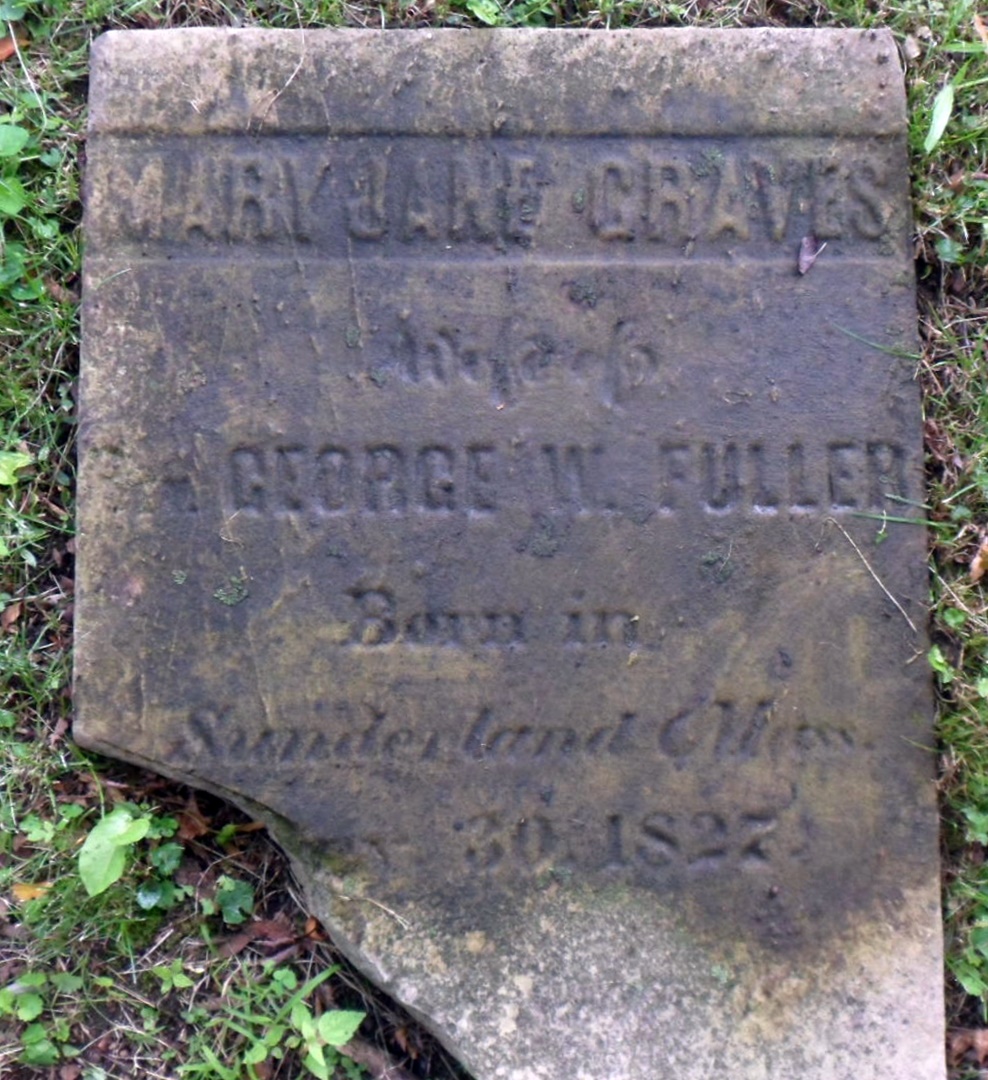 MARY JANE GRAVES
Wife of
GEORGE W. FULLER
Born in
Sunderland Mass.
30. 1827.